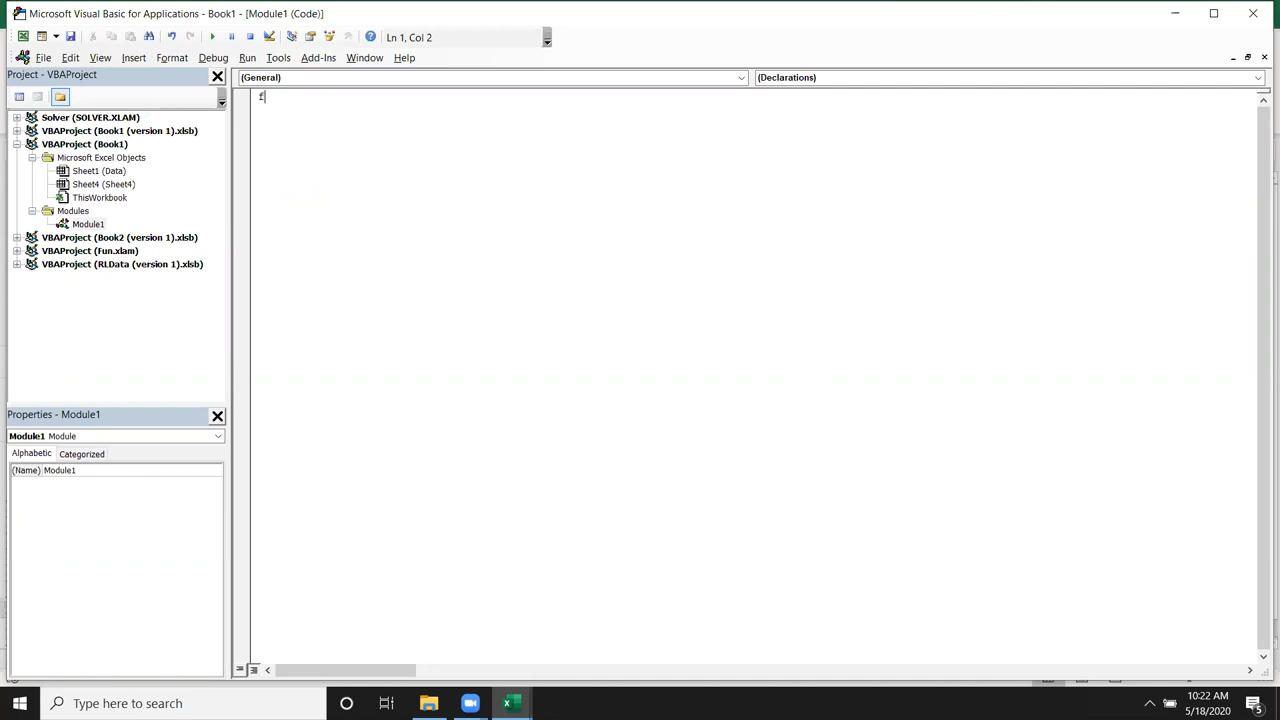 Microsoft Visual Basic for Applications - Book1 - [Module1 (Code)]
Ln 1, Col 2
File Edit View Insert Format Debug Run Tools Add-Ins Window Help
Project - VBAProject
(General)
(Declarations)
f
Solver (SOLVER.XLAM)
VBAProject (Book1 (version 1).xlsb)
VBAProject (Book1)
Microsoft Excel Objects
Sheet1 (Data)
Sheet4 (Sheet4)
ThisWorkbook
Modules
Module1
VBAProject (Book2 (version 1).xlsb)
VBAProject (Fun.xlam)
VBAProject (RLData (version 1).xlsb)
Properties - Module1
Module1 Module
Alphabetic Categorized
(Name) Module1
Type here to search
10:22 AM
5/18/2020
5